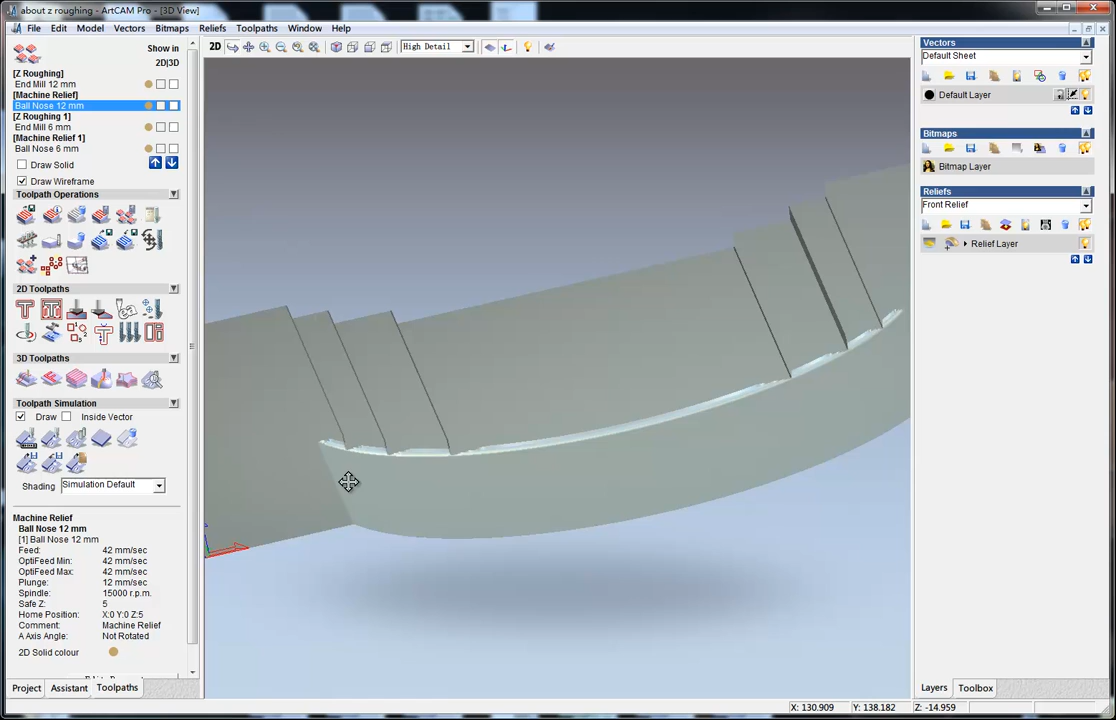 about z roughing - ArtCAM Pro - [3D View]
File Edit Model Vectors Bitmaps Reliefs Toolpaths Window Help
Show in
2D|3D
[Z Roughing]
End Mill 12 mm
[Machine Relief]
Ball Nose 12 mm
[Z Roughing 1]
End Mill 6 mm
[Machine Relief 1]
Ball Nose 6 mm
Draw Solid
Draw Wireframe
Toolpath Operations
2D Toolpaths
3D Toolpaths
Toolpath Simulation
Draw Inside Vector
Shading Simulation Default
Machine Relief
Ball Nose 12 mm
[1] Ball Nose 12 mm
Feed: 42 mm/sec
OptiFeed Min: 42 mm/sec
OptiFeed Max: 42 mm/sec
Plunge: 12 mm/sec
Spindle: 15000 r.p.m.
Safe Z: 5
Home Position: X:0 Y:0 Z:5
Comment: Machine Relief
A Axis Angle: Not Rotated
2D Solid colour
Project Assistant Toolpaths
2D High Detail
Vectors
Default Sheet
Default Layer
Bitmaps
Bitmap Layer
Reliefs
Front Relief
Relief Layer
Layers Toolbox
X: 130.909 Y: 138.182 Z: -14.959